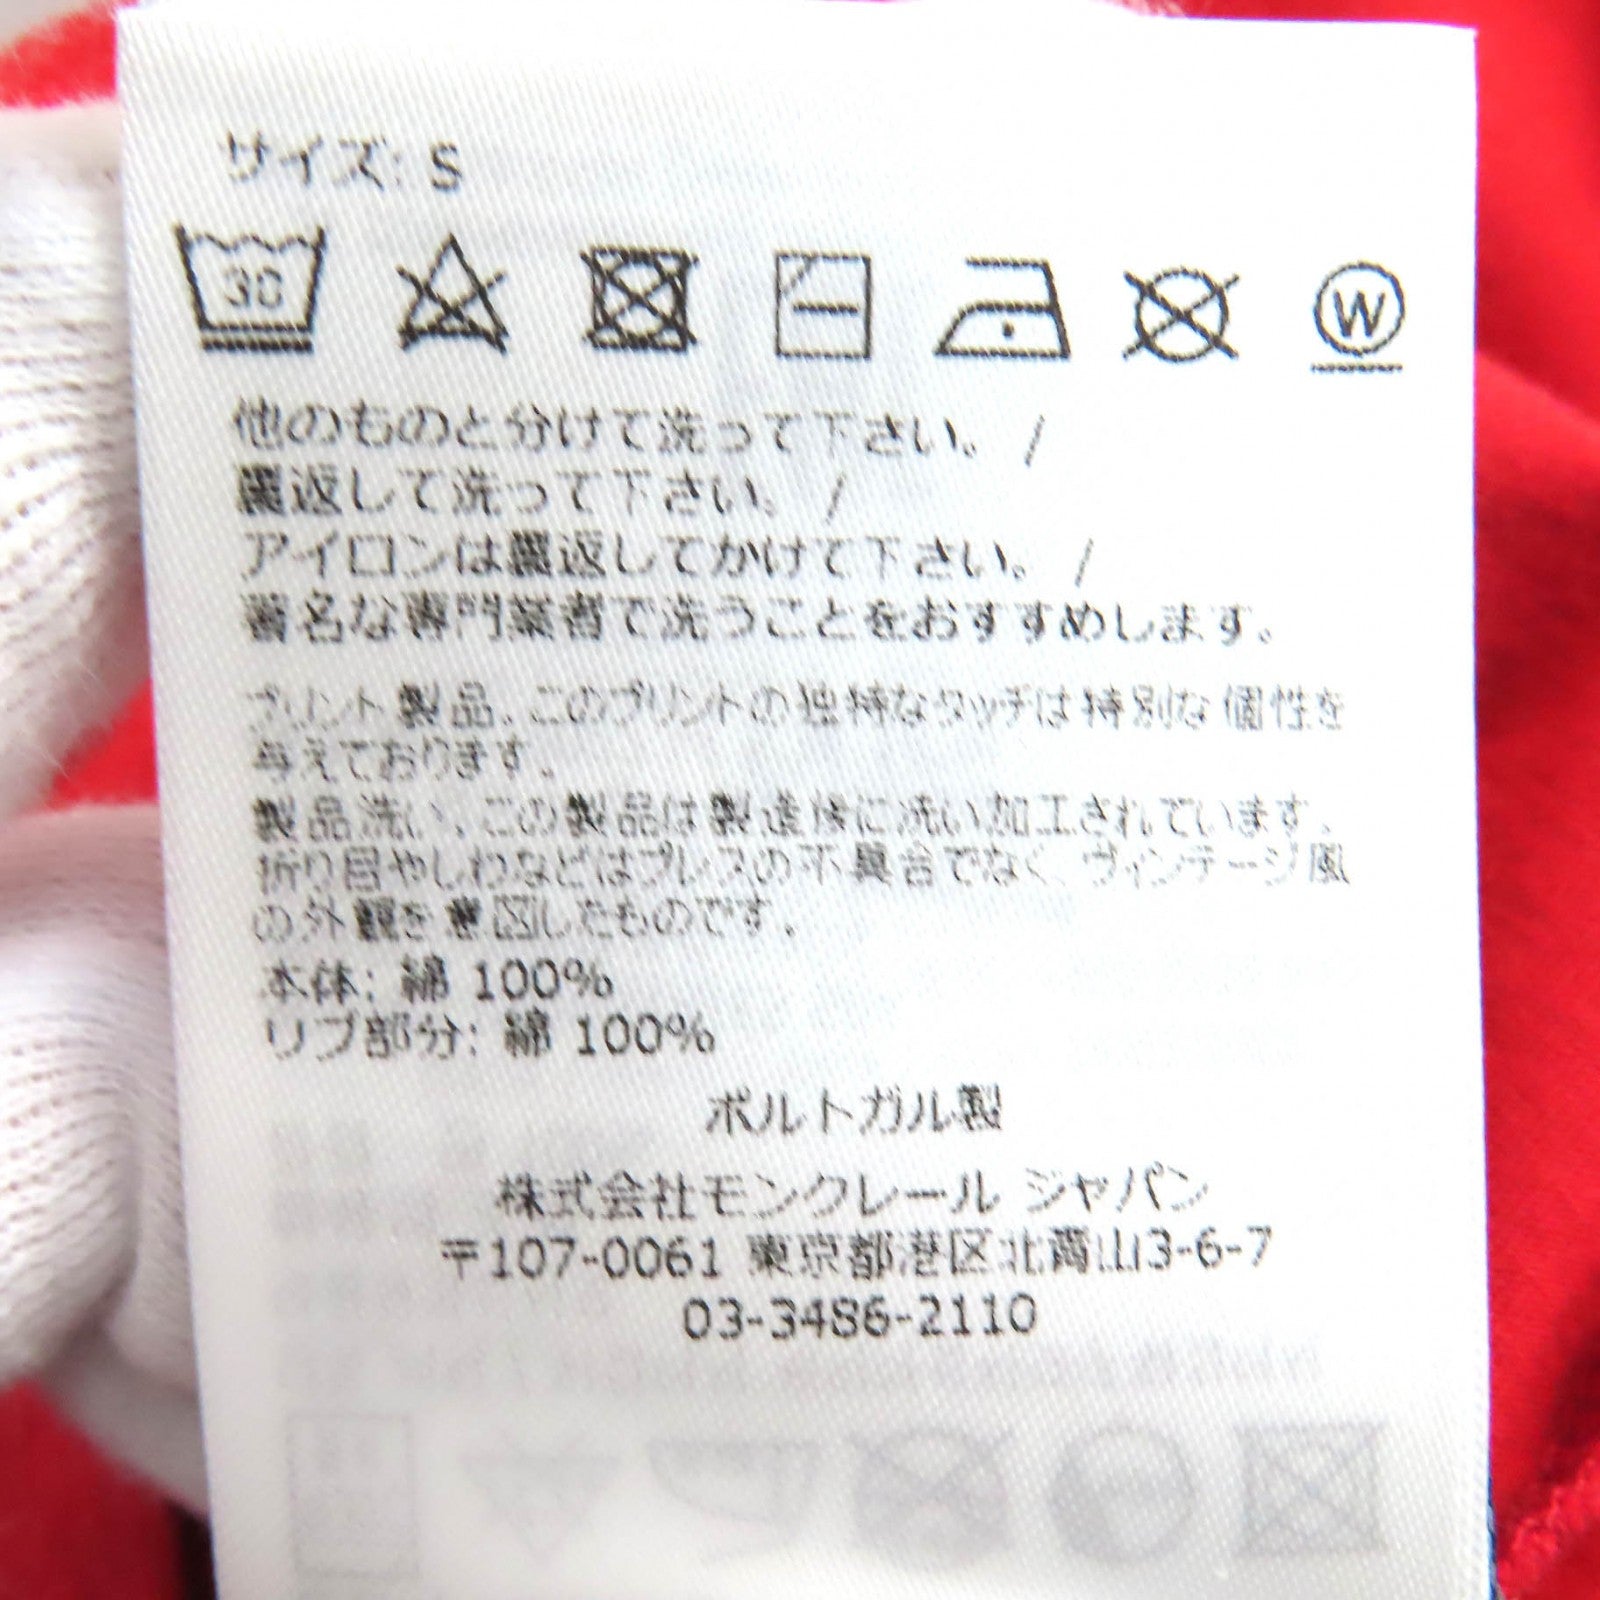 サイズ: S
30
W
他のものと分けて洗って下さい。 /
裏返して洗って下さい。 /
アイロンは裏返してかけて下さい。 /
著名な専門業者で洗うことをおすすめします。
プリント製品。このプリントの独特なタッチは特別な個性を
与えております。
製品洗い。この製品は製造後に洗い加工されています。
折り目やしわなどはプレスの不具合でなく、ヴィンテージ風
の外観を意図したものです。
本体: 綿 100%
リブ部分: 綿 100%
ポルトガル製
株式会社モンクレール ジャパン
〒107-0061 東京都港区北青山3-6-7
03-3486-2110